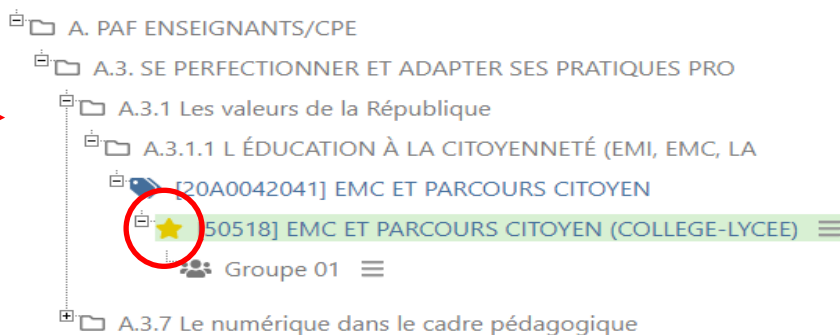 A. PAF ENSEIGNANTS/CPE
A.3. SE PERFECTIONNER ET ADAPTER SES PRATIQUES PRO
A.3.1 Les valeurs de la République
A.3.1.1 L ÉDUCATION À LA CITOYENNETÉ (EMI, EMC, LA
[20A0042041] EMC ET PARCOURS CITOYEN
50518] EMC ET PARCOURS CITOYEN (COLLEGE-LYCEE)
Groupe 01
A.3.7 Le numérique dans le cadre pédagogique